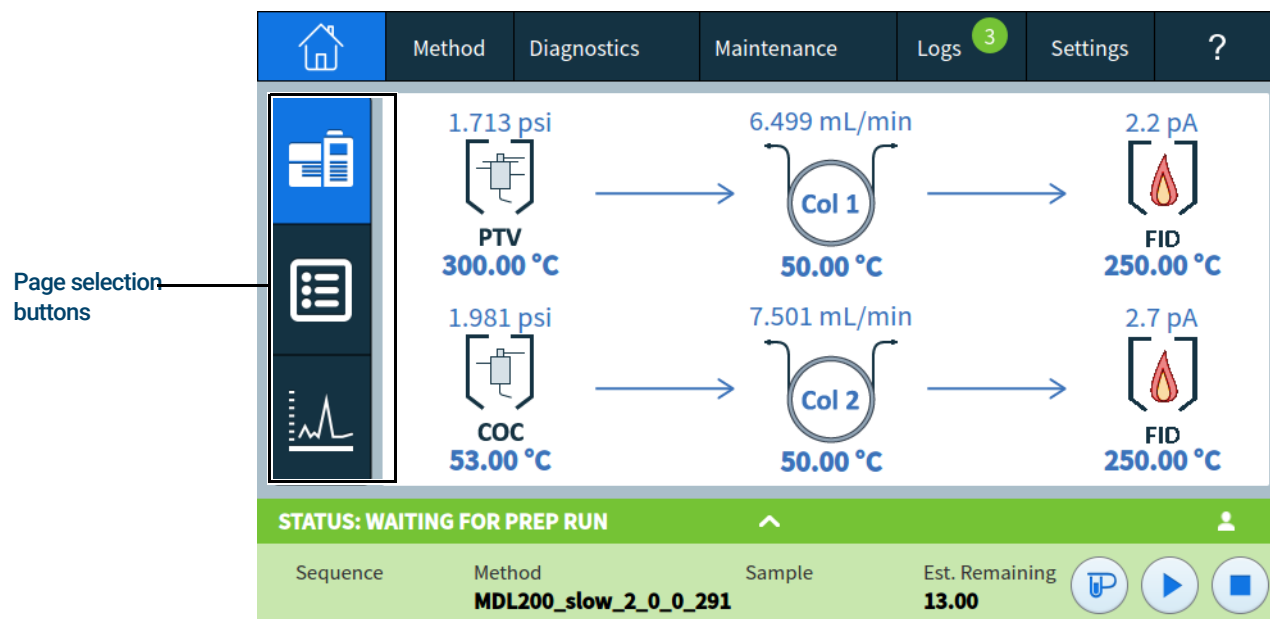 Method Diagnostics Maintenance Logs 3 Settings ?
1.713 psi 6.499 mL/min 2.2 pA
Col 1
PTV FID
300.00 °C 50.00 °C 250.00 °C
Page selection
buttons
1.981 psi 7.501 mL/min 2.7 pA
Col 2
COC FID
53.00 °C 50.00 °C 250.00 °C
STATUS: WAITING FOR PREP RUN
Sequence Method Sample Est. Remaining
MDL200_slow_2_0_0_291 13.00